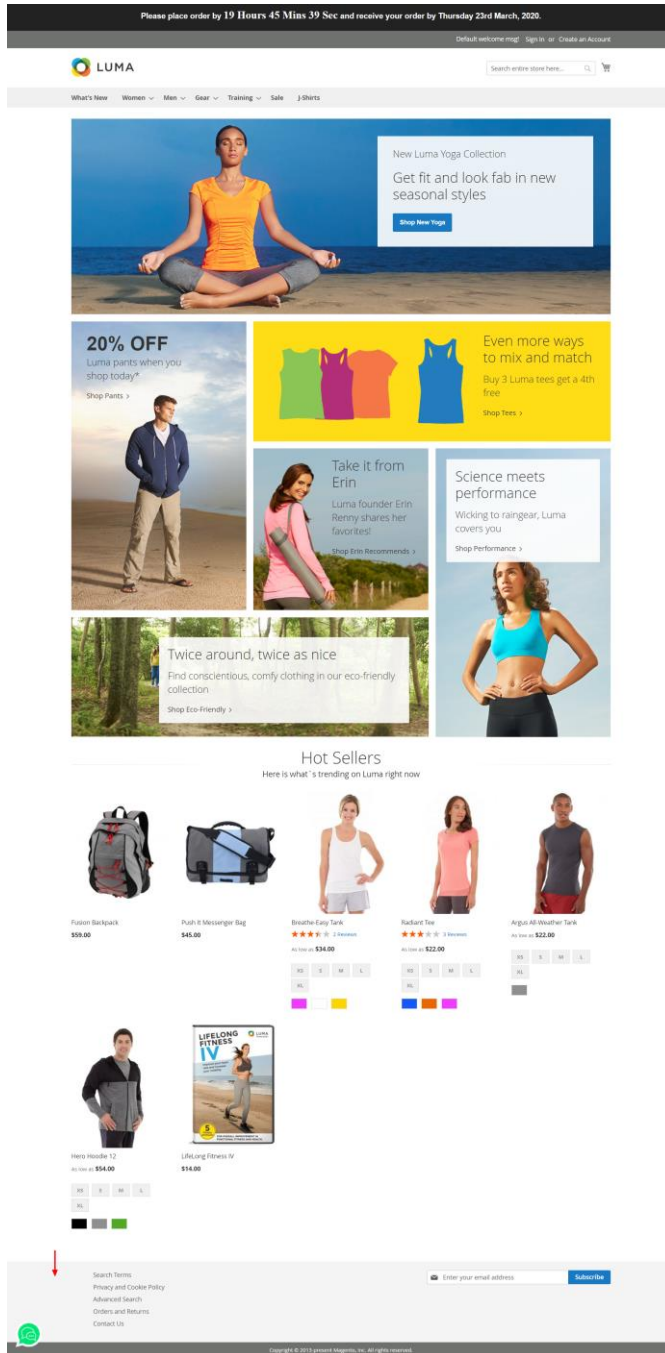 Please place order by 19 Hours 45 Mins 39 Sec and receive your order by Thursday 23rd March, 2020.
Default welcome msg! Sign In or Create an Account
LUMA
Search entire store here...
What's New Women Men Gear Training Sale J-Shirts
New Luma Yoga Collection
Get fit and look fab in new
seasonal styles
Shop New Yoga
20% OFF
Luma pants when you
shop today*
Shop Pants >
Even more ways
to mix and match
Buy 3 Luma tees get a 4th
free
Shop Tees >
Take it from
Erin
Luma founder Erin
Renny shares her
favorites!
Shop Erin Recommends >
Science meets
performance
Wicking to raingear, Luma
covers you
Shop Performance >
Twice around, twice as nice
Find conscientious, comfy clothing in our eco-friendly
collection
Shop Eco-Friendly >
Hot Sellers
Here is what`s trending on Luma right now
Fusion Backpack
$59.00
Push It Messenger Bag
$45.00
Breathe-Easy Tank
2 Reviews
As low as $34.00
XS S M L
XL
Radiant Tee
3 Reviews
As low as $22.00
XS S M L
XL
Argus All-Weather Tank
As low as $22.00
XS S M L
XL
LIFELONG
FITNESS
IV
LUMA
5
Hero Hoodie 12
As low as $54.00
XS S M L
XL
LifeLong Fitness IV
$14.00
Search Terms
Privacy and Cookie Policy
Advanced Search
Orders and Returns
Contact Us
Enter your email address
Subscribe
Copyright © 2013-present Magento, Inc. All rights reserved.